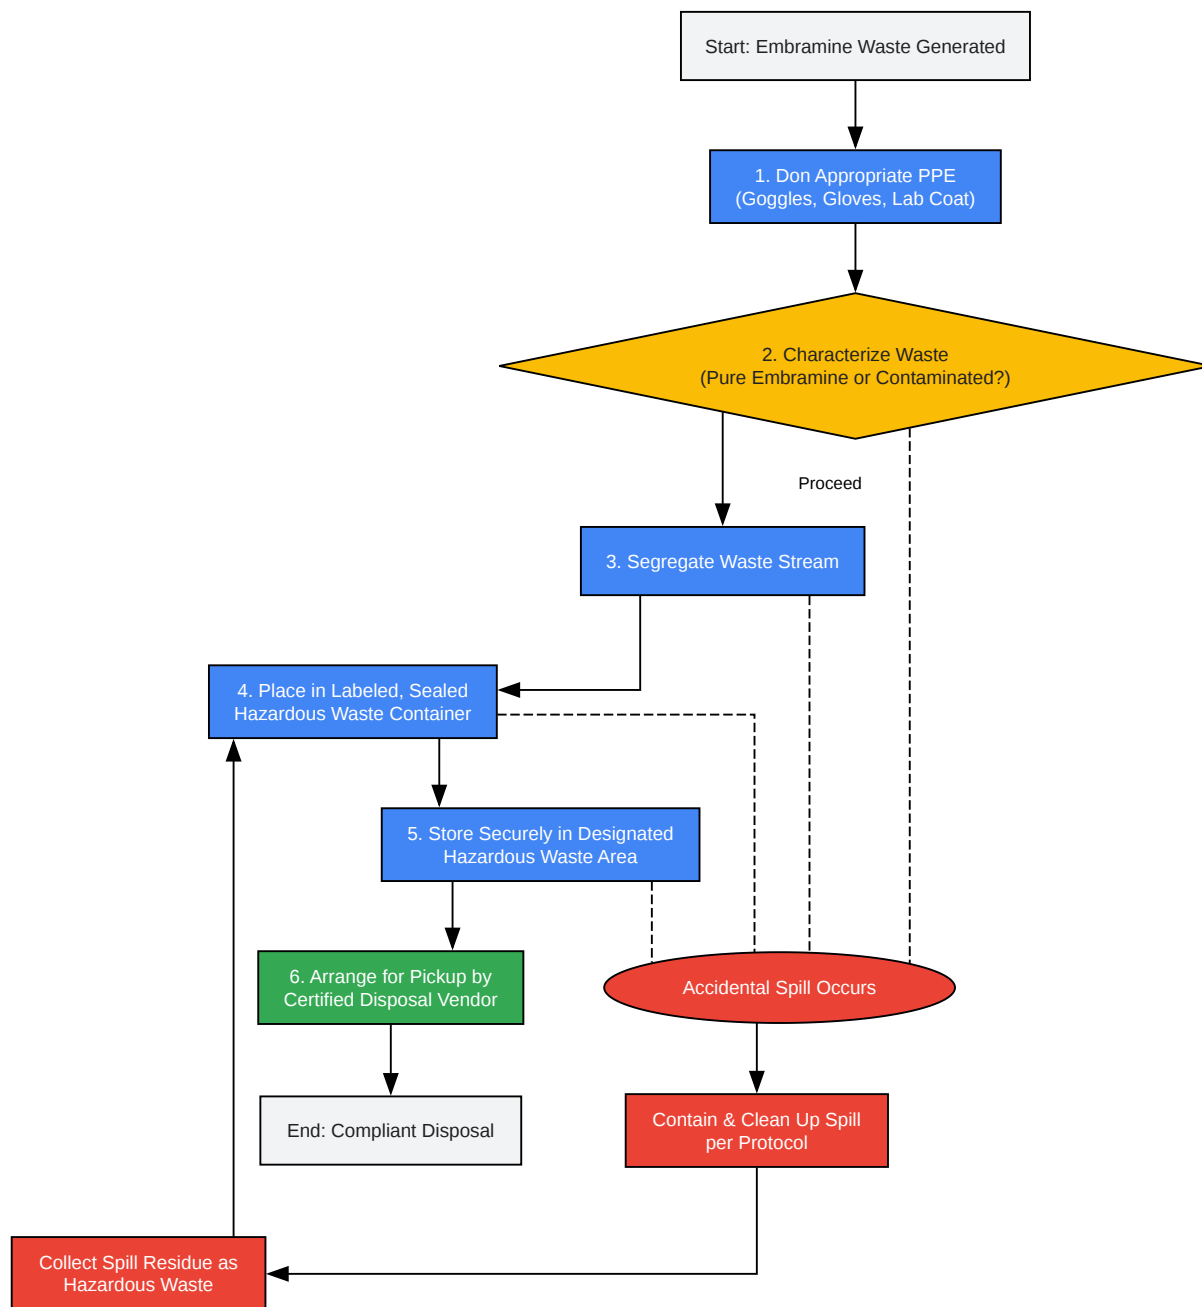 Start: Embramine Waste Generated
1. Don Appropriate PPE
(Goggles, Gloves, Lab Coat)
2. Characterize Waste
(Pure Embramine or Contaminated?)
Proceed
3. Segregate Waste Stream
4. Place in Labeled, Sealed
Hazardous Waste Container
5. Store Securely in Designated
Hazardous Waste Area
6. Arrange for Pickup by
Certified Disposal Vendor
Accidental Spill Occurs
End: Compliant Disposal
Contain & Clean Up Spill
per Protocol
Collect Spill Residue as
Hazardous Waste